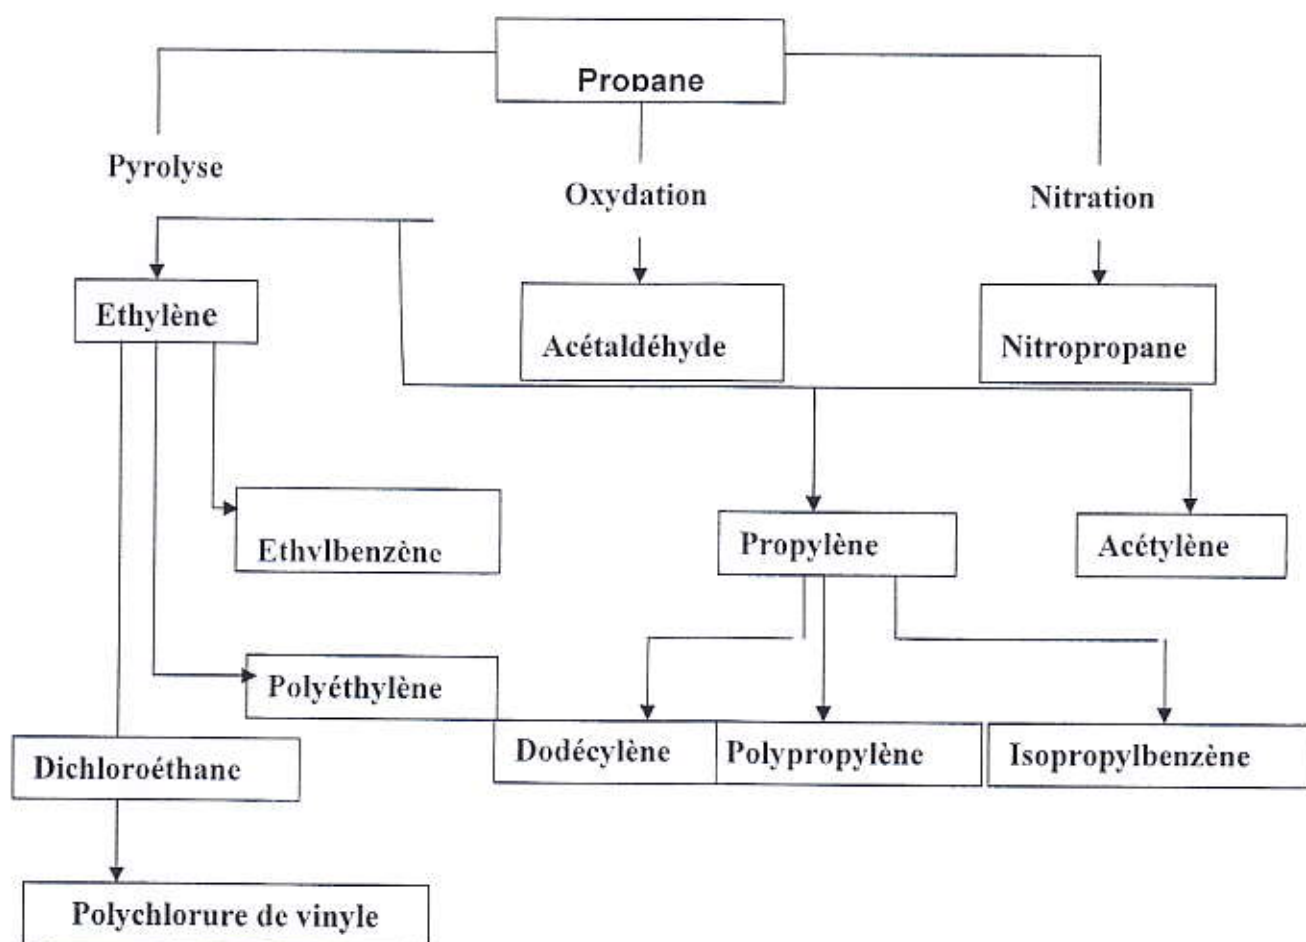 Propane
Pyrolyse
Oxydation
Nitration
Ethylène
Acétaldéhyde
Nitropropane
Ethylbenzène
Propylène
Acétylène
Polyéthylène
Dichloroéthane
Dodécylène
Polypropylène
Isopropylbenzène
Polychlorure de vinyle